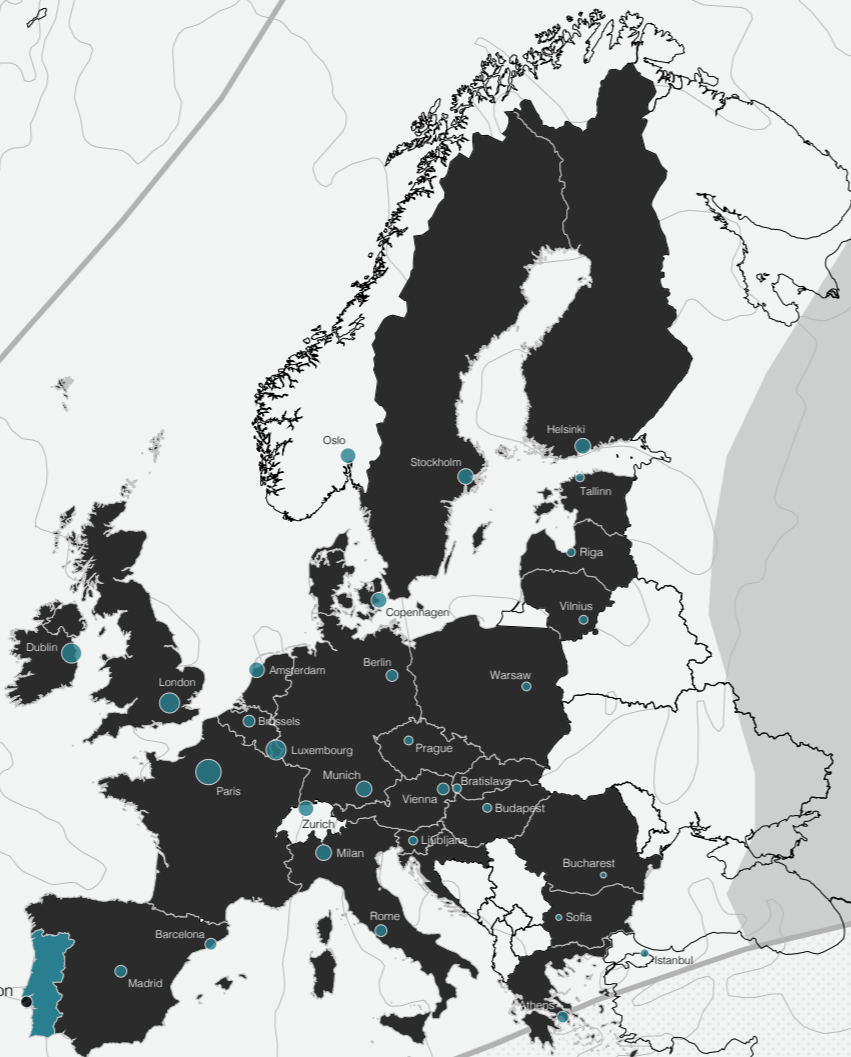 Oslo
Helsinki
Stockholm
Tallinn
Riga
Vilnius
Copenhagen
Dublin
London
Amsterdam
Berlin
Warsaw
Brussels
Luxembourg
Prague
Paris
Munich
Vienna
Bratislava
Budapest
Zurich
Ljubljana
Milan
Bucharest
Rome
Sofia
Barcelona
Istanbul
Madrid
on
Athens